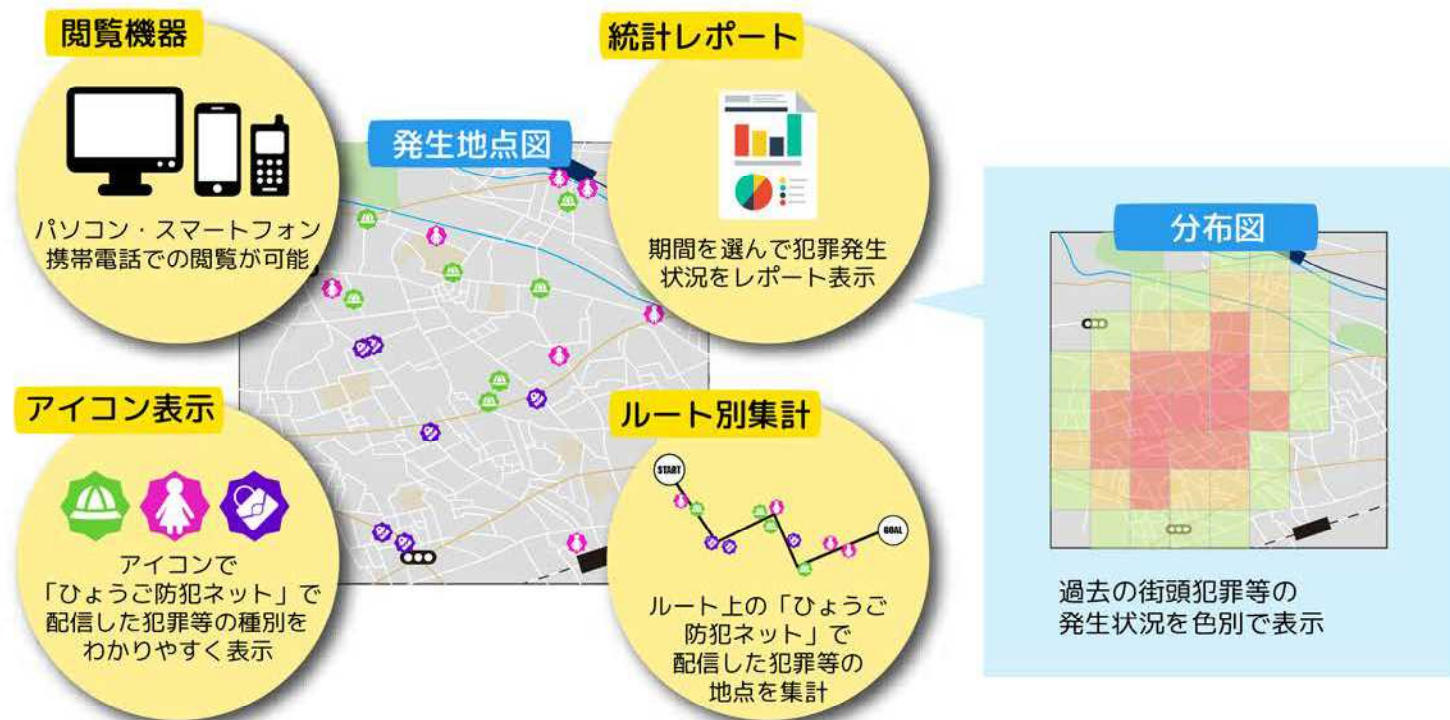 閲覧機器
パソコン・スマートフォン
携帯電話での閲覧が可能
発生地点図
統計レポート
期間を選んで犯罪発生
状況をレポート表示
アイコン表示
アイコンで
「ひょうご防犯ネット」で
配信した犯罪等の種別を
わかりやすく表示
ルート別集計
START
GOAL
ルート上の「ひょうご
防犯ネット」で
配信した犯罪等の
地点を集計
分布図
過去の街頭犯罪等の
発生状況を色別で表示